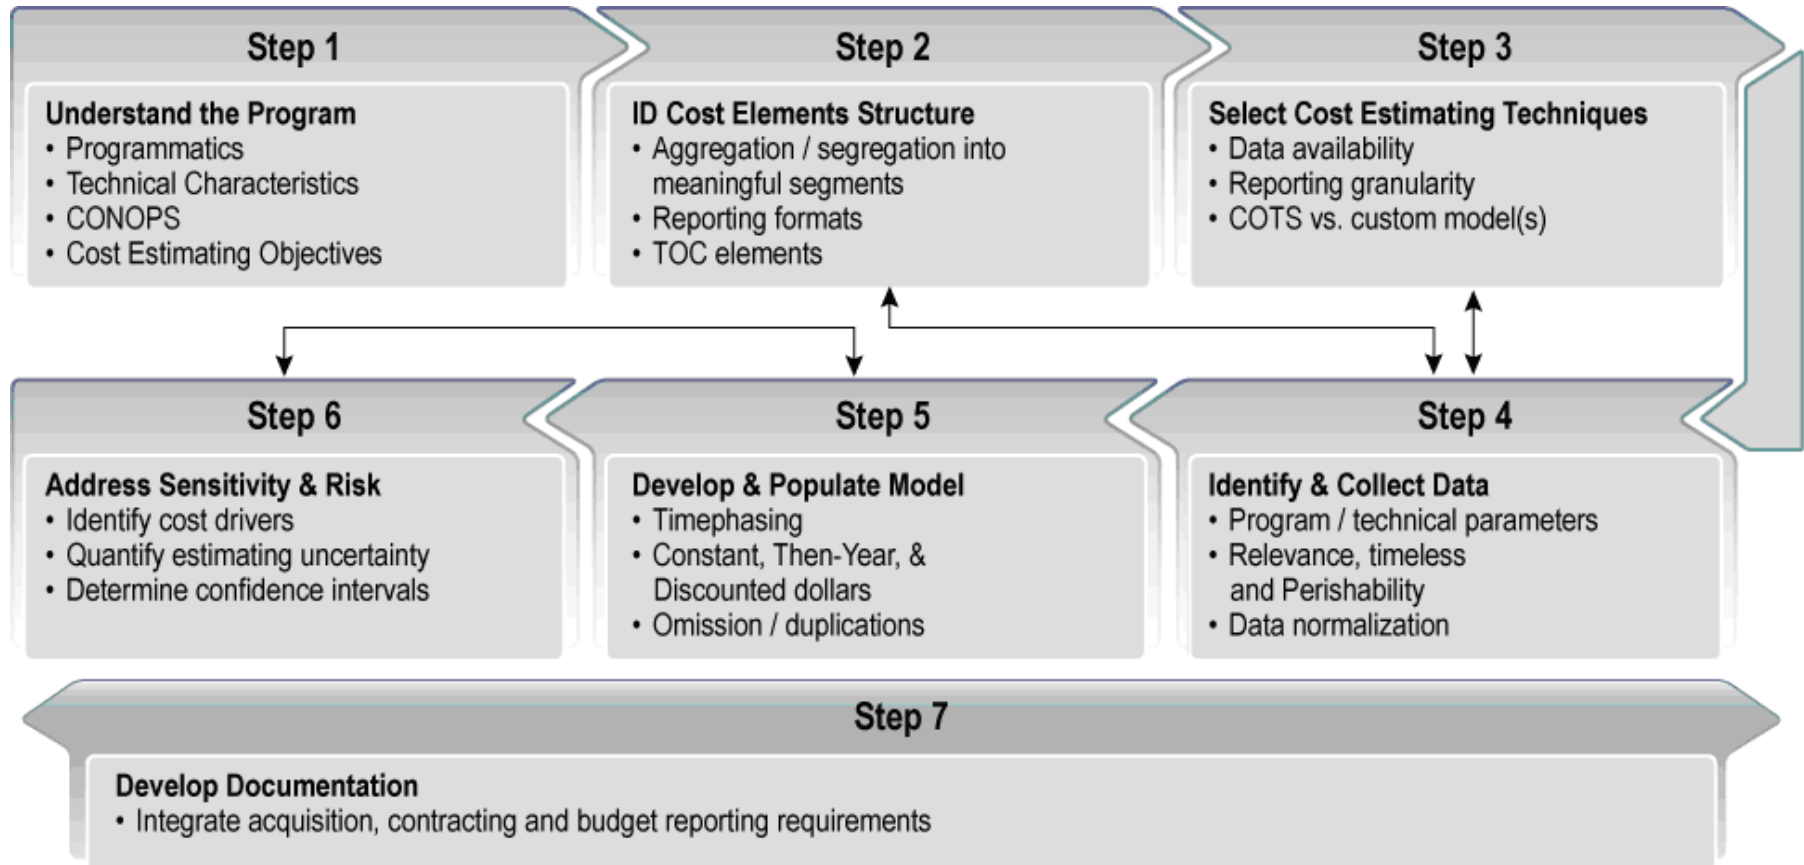 Step 1
Understand the Program
• Programmatics
• Technical Characteristics
• CONOPS
• Cost Estimating Objectives
Step 2
ID Cost Elements Structure
• Aggregation / segregation into
meaningful segments
• Reporting formats
• TOC elements
Step 3
Select Cost Estimating Techniques
• Data availability
• Reporting granularity
• COTS vs. custom model(s)
Step 4
Identify & Collect Data
• Program / technical parameters
• Relevance, timeless
and Perishability
• Data normalization
Step 5
Develop & Populate Model
• Timephasing
• Constant, Then-Year, &
Discounted dollars
• Omission / duplications
Step 6
Address Sensitivity & Risk
• Identify cost drivers
• Quantify estimating uncertainty
• Determine confidence intervals
Step 7
Develop Documentation
• Integrate acquisition, contracting and budget reporting requirements